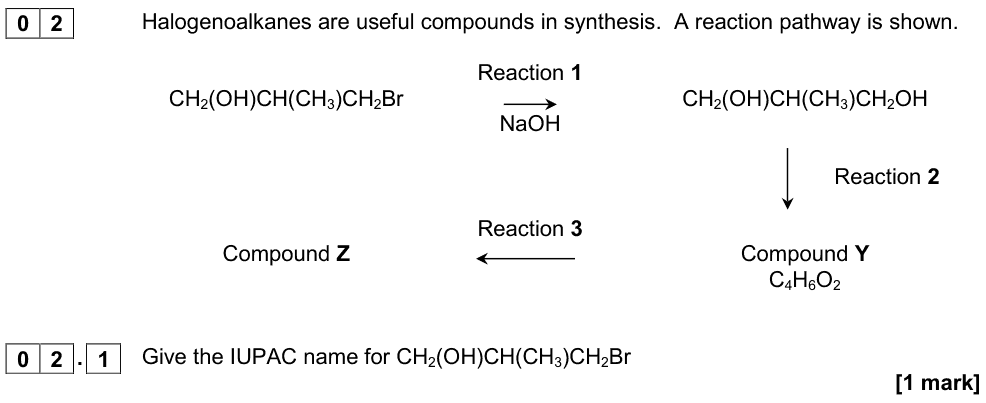 0 2 Halogenoalkanes are useful compounds in synthesis. A reaction pathway is shown.
Reaction 1
CH₂(OH)CH(CH₃)CH₂Br NaOH CH₂(OH)CH(CH₃)CH₂OH
Reaction 2
Reaction 3
Compound Z Compound Y
C₄H₆O₂
0 2 . 1 Give the IUPAC name for CH₂(OH)CH(CH₃)CH₂Br
[1 mark]